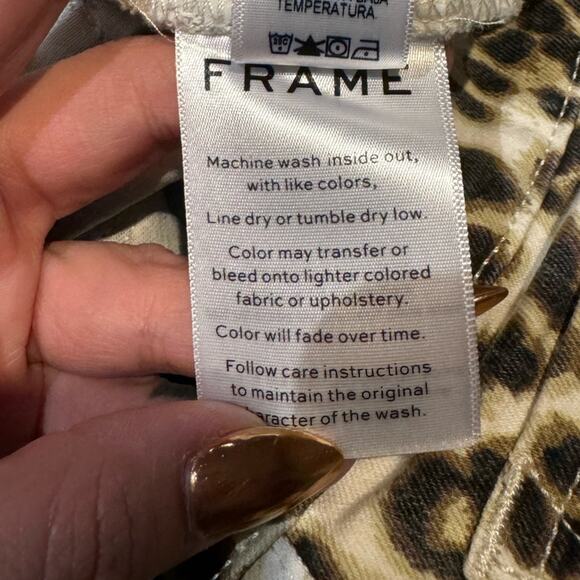 TEMPERATURA
FRAME
Machine wash inside out,
with like colors,
Line dry or tumble dry low.
Color may transfer or
bleed onto lighter colored
fabric or upholstery.
Color will fade over time.
Follow care instructions
to maintain the original
of the wash.